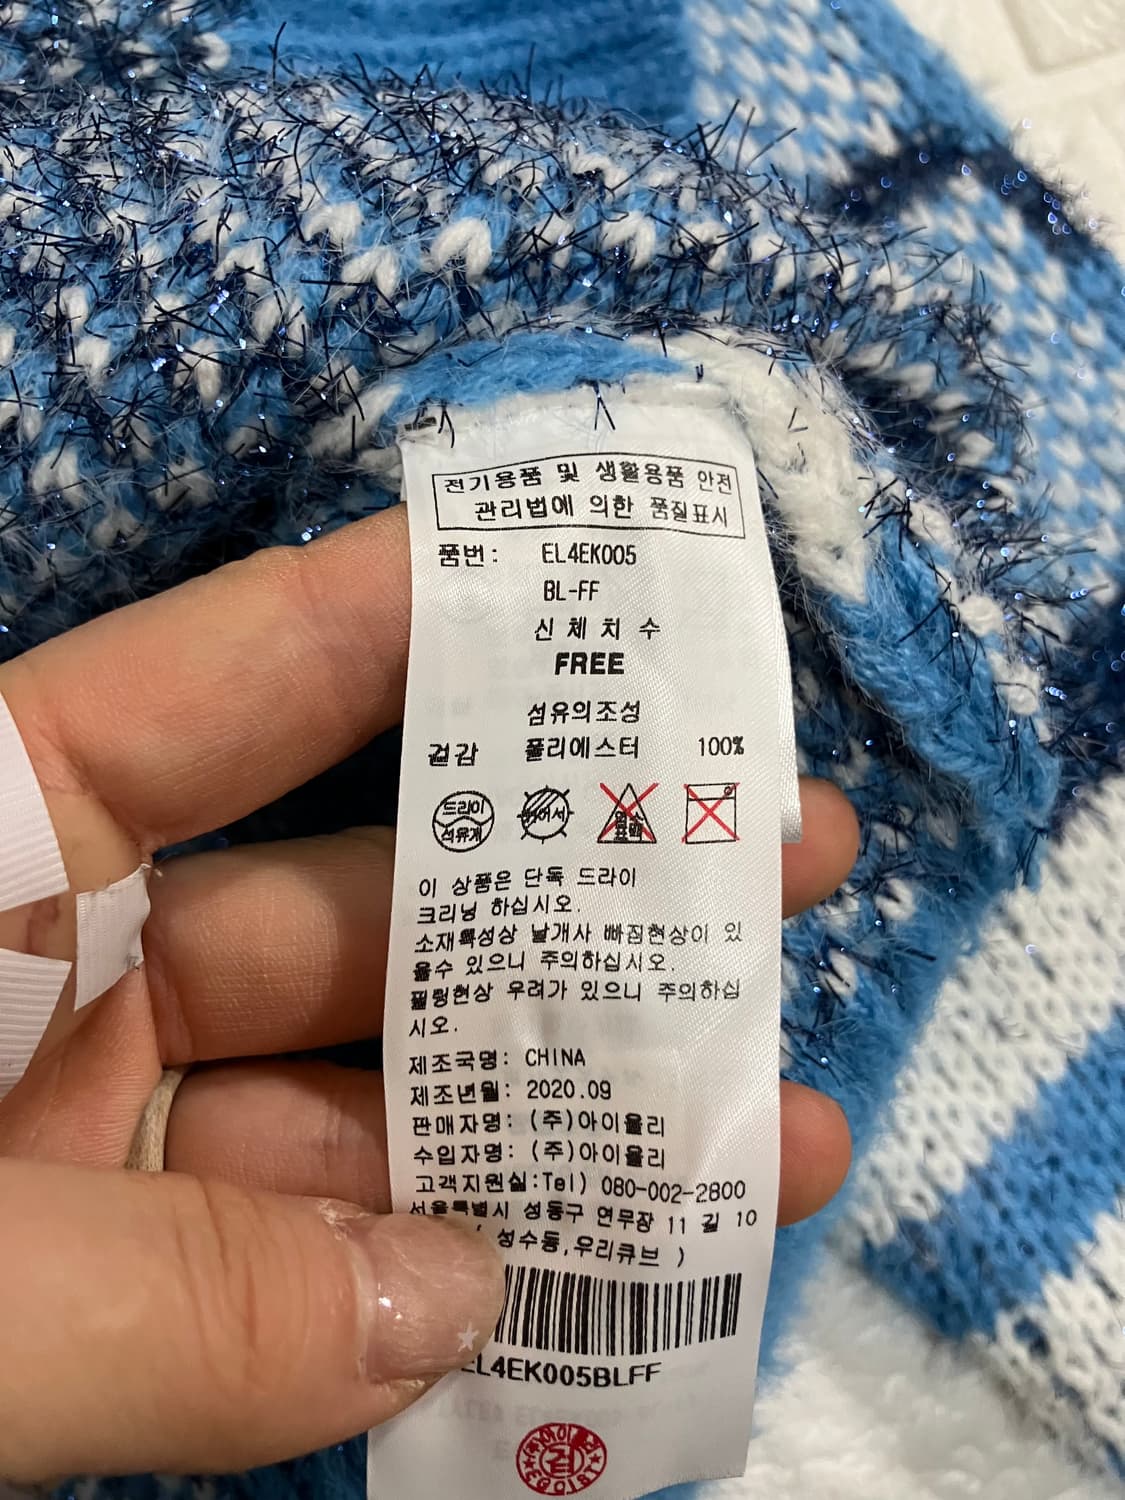 전기용품 및 생활용품 안전
관리법에 의한 품질표시
품번: EL4EK005
BL-FF
신 체 치 수
FREE
섬유의조성
겉감 폴리에스터 100%
드라이
석유계
이 상품은 단독 드라이
크리닝 하십시오.
소재특성상 날개사 빠짐현상이 있
을수 있으니 주의하십시오.
필링현상 우려가 있으니 주의하십
시오.
제조국명: CHINA
제조년월: 2020.09
판매자명: (주)아이올리
수입자명: (주)아이올리
고객지원실:Tel) 080-002-2800
서울특별시 성동구 연무장 11 길 10
( 성수동,우리큐브 )
EL4EK005BLFF